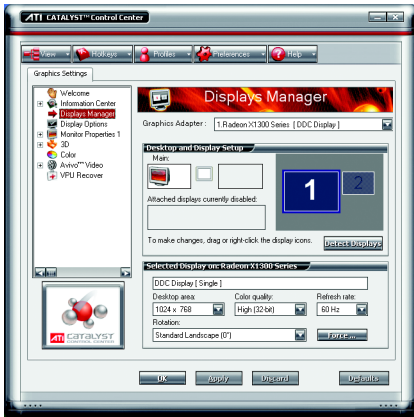 ATI CATALYST™ Control Center
View Hotkeys Profiles Preferences Help
Graphics Settings
Welcome
Information Center
Displays Manager
Display Options
Monitor Properties 1
3D
Color
Avivo™ Video
VPU Recover
ATI CATALYST
CONTROL CENTER
Displays Manager
Graphics Adapter : 1.Radeon X1300 Series [ DDC Display ]
Desktop and Display Setup
Main:
1 2
Attached displays currently disabled:
To make changes, drag or right-click the display icons.
Detect Displays
Selected Display on: Radeon X1300 Series
DDC Display [ Single ]
Desktop area: Color quality: Refresh rate:
1024 x 768 High (32-bit) 60 Hz
Rotation:
Standard Landscape (0°) Force...
OK Apply Discard Defaults